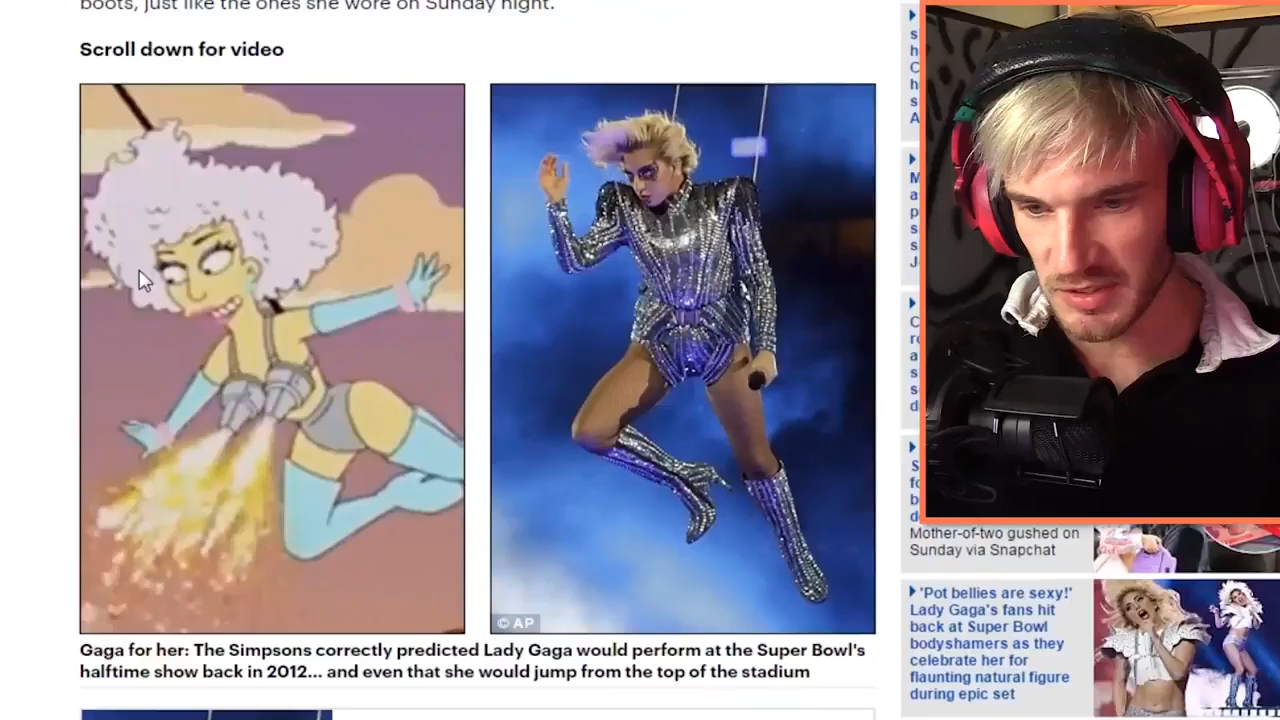 boots, just like the ones she wore on Sunday night.
Scroll down for video
© AP
Gaga for her: The Simpsons correctly predicted Lady Gaga would perform at the Super Bowl's
halftime show back in 2012... and even that she would jump from the top of the stadium
Mother-of-two gushed on
Sunday via Snapchat
'Pot bellies are sexy!'
Lady Gaga's fans hit
back at Super Bowl
bodyshamers as they
celebrate her for
flaunting natural figure
during epic set